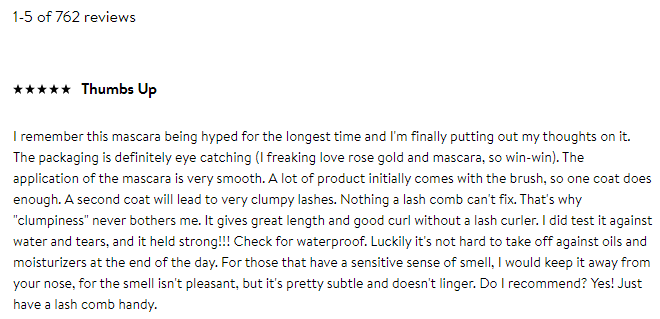 1-5 of 762 reviews
★★★★★ Thumbs Up
I remember this mascara being hyped for the longest time and I'm finally putting out my thoughts on it.
The packaging is definitely eye catching (I freaking love rose gold and mascara, so win-win). The
application of the mascara is very smooth. A lot of product initially comes with the brush, so one coat does
enough. A second coat will lead to very clumpy lashes. Nothing a lash comb can't fix. That's why
"clumpiness" never bothers me. It gives great length and good curl without a lash curler. I did test it against
water and tears, and it held strong!!! Check for waterproof. Luckily it's not hard to take off against oils and
moisturizers at the end of the day. For those that have a sensitive sense of smell, I would keep it away from
your nose, for the smell isn't pleasant, but it's pretty subtle and doesn't linger. Do I recommend? Yes! Just
have a lash comb handy.